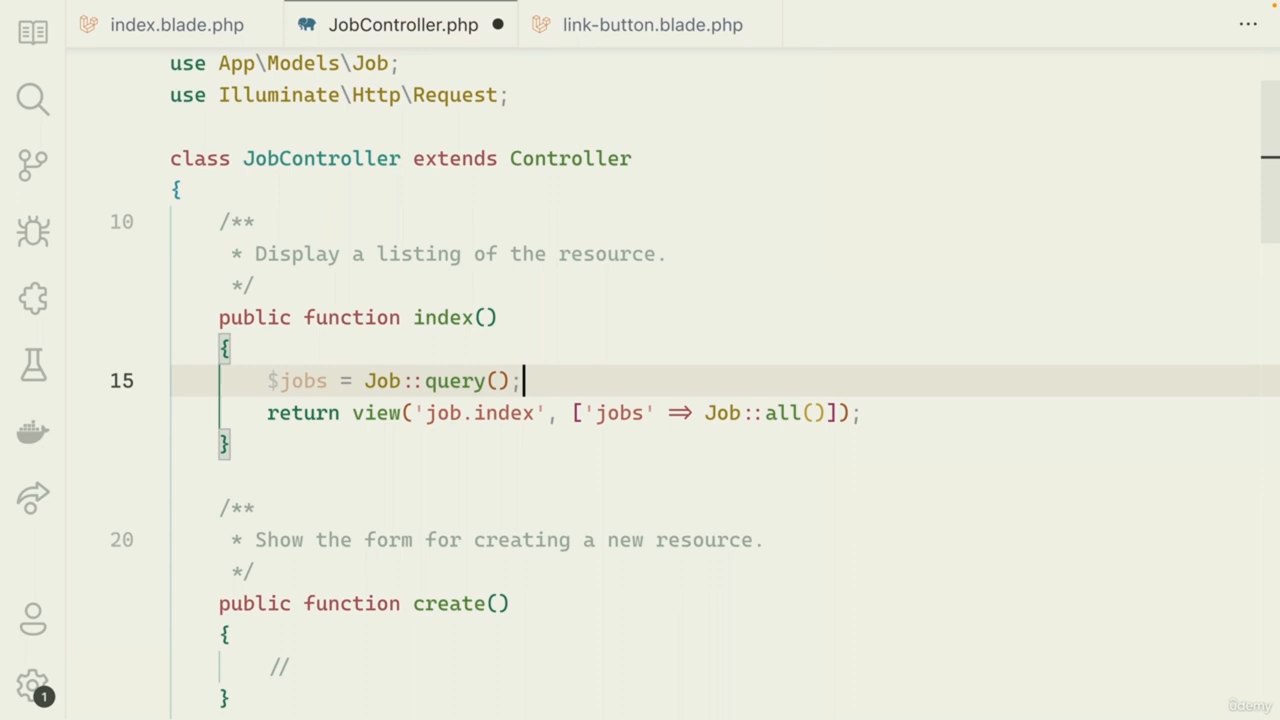 index.blade.php JobController.php link-button.blade.php ...
use App\Models\Job;
use Illuminate\Http\Request;
class JobController extends Controller
{
10 /**
* Display a listing of the resource.
*/
public function index()
{
15 $jobs = Job::query();
return view('job.index', ['jobs' => Job::all()]);
}
/**
20 * Show the form for creating a new resource.
*/
public function create()
{
//
}
1
ûdemy